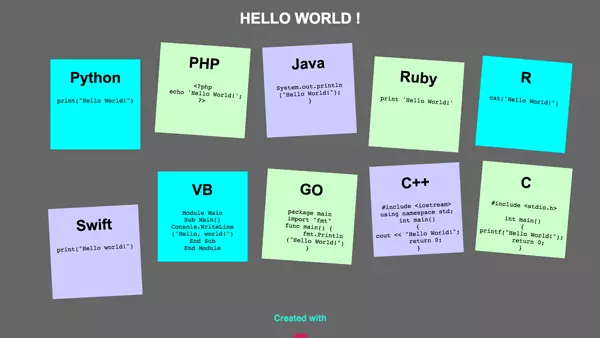 HELLO WORLD !
Python
print("Hello World!")
PHP
<?php
echo 'Hello World!';
?>
Java
System.out.println
("Hello World!");
}
Ruby
print 'Hello World!'
R
cat("Hello World!")
Swift
print("Hello world!")
VB
Module Main
Sub Main()
Console.WriteLine
("Hello, world!")
End Sub
End Module
GO
package main
import "fmt"
func main() {
fmt.Println
("Hello World!")
}
C++
#include <iostream>
using namespace std;
int main()
{
cout << "Hello World!";
return 0;
}
C
#include <stdio.h>
int main()
{
printf("Hello World!");
return 0;
}
Created with